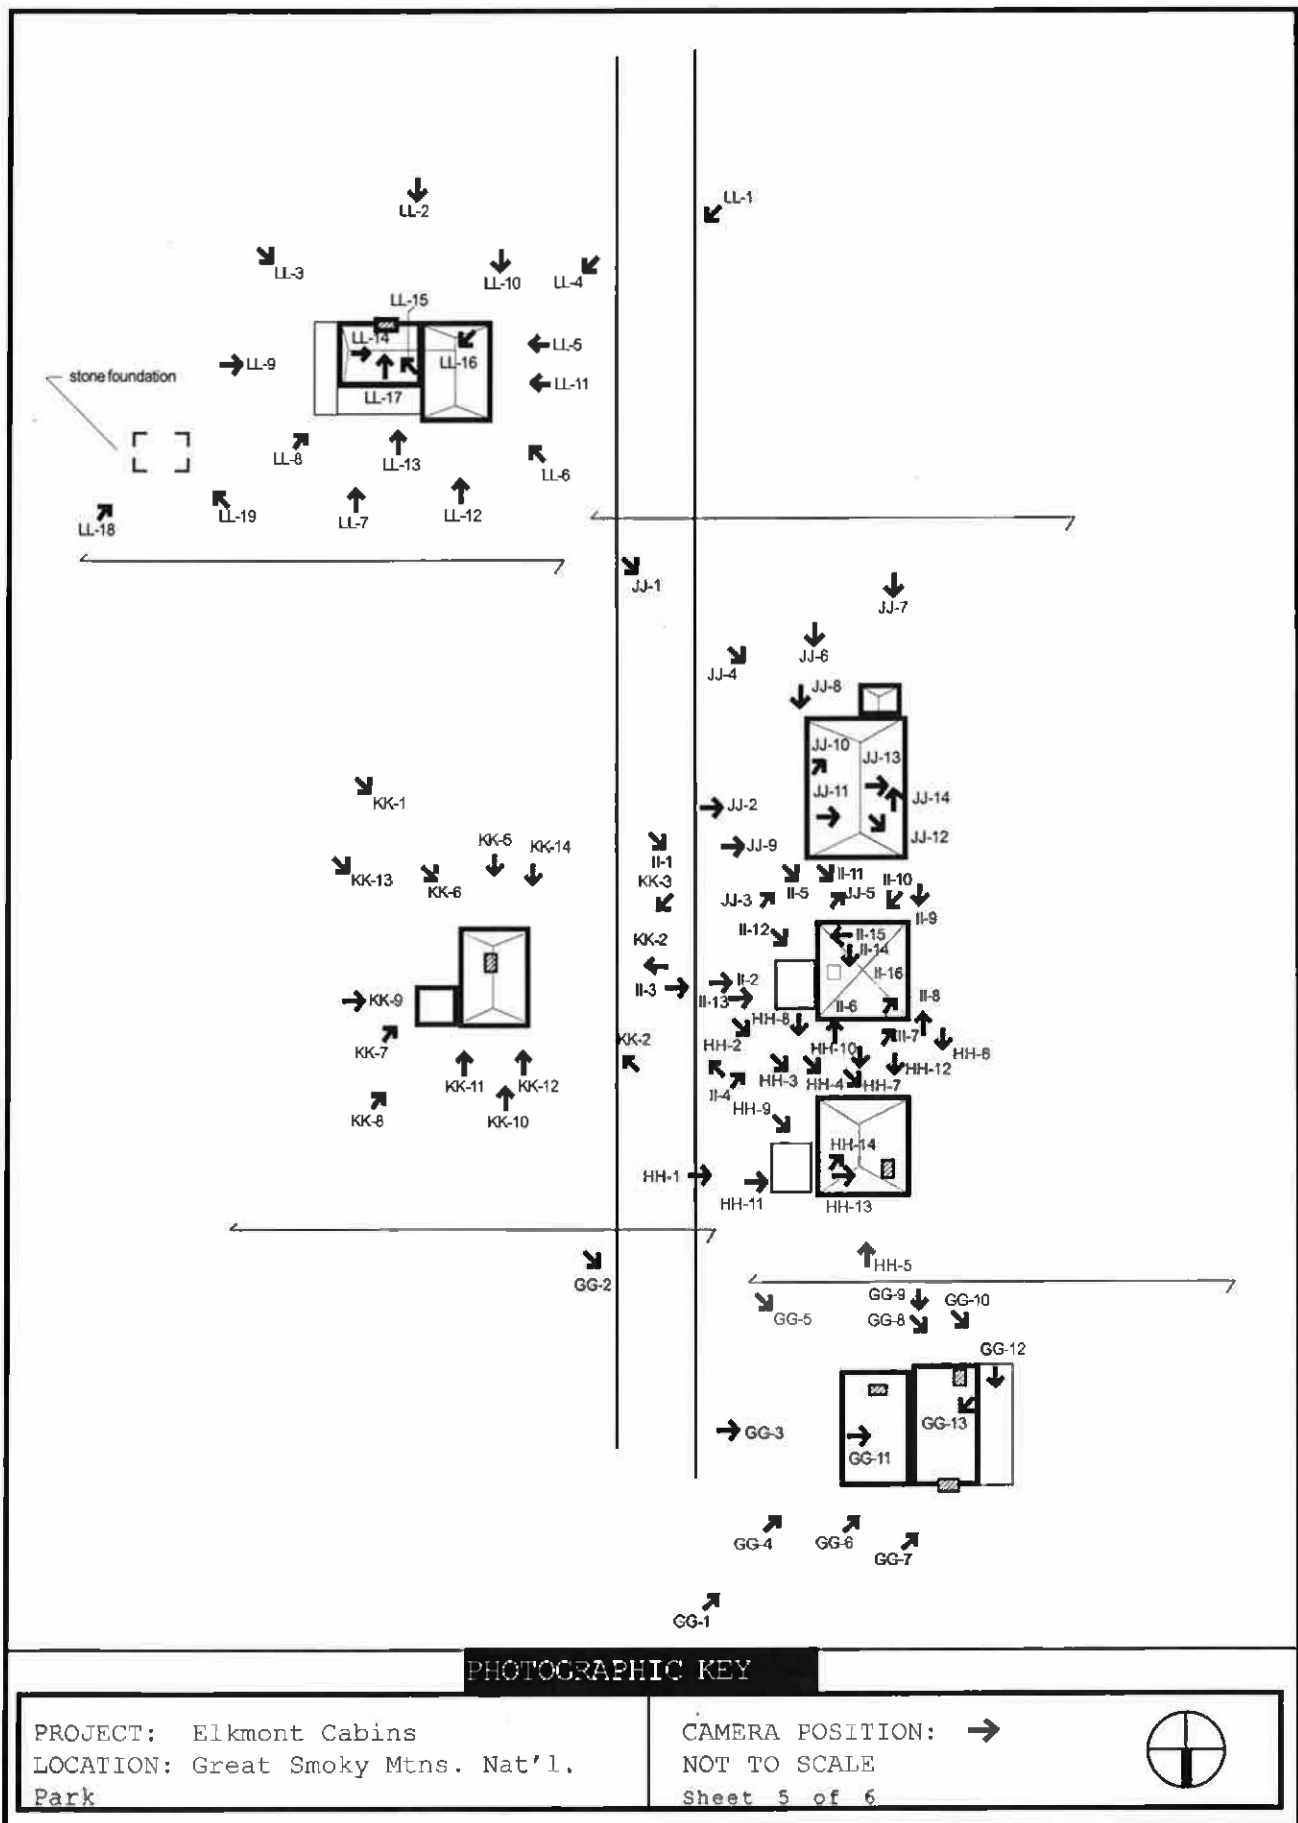 LL-1
LL-2
LL-3
LL-10
LL-4
LL-15
LL-14
LL-16
LL-5
LL-9
LL-11
stone foundation
LL-17
LL-8
LL-13
LL-6
LL-18
LL-19
LL-7
LL-12
JJ-1
JJ-7
JJ-6
JJ-4
JJ-8
JJ-10
JJ-13
JJ-11
JJ-14
JJ-12
KK-1
JJ-2
KK-5
KK-14
JJ-9
II-1
KK-13
KK-6
KK-3
II-5
II-11
II-10
JJ-3
JJ-5
II-9
II-12
II-15
KK-2
II-14
II-16
II-3
II-2
KK-9
II-13
II-6
II-8
HH-8
KK-7
KK-2
HH-2
HH-10
II-7
HH-6
KK-11
KK-12
HH-3
HH-4
HH-7
HH-12
II-4
KK-8
KK-10
HH-9
HH-14
HH-1
HH-11
HH-13
HH-5
GG-2
GG-9
GG-10
GG-5
GG-8
GG-12
GG-3
GG-13
GG-11
GG-4
GG-6
GG-7
GG-1
PHOTOGRAPHIC KEY
PROJECT: Elkmont Cabins
LOCATION: Great Smoky Mtns. Nat'l.
Park
CAMERA POSITION:
NOT TO SCALE
Sheet 5 of 6